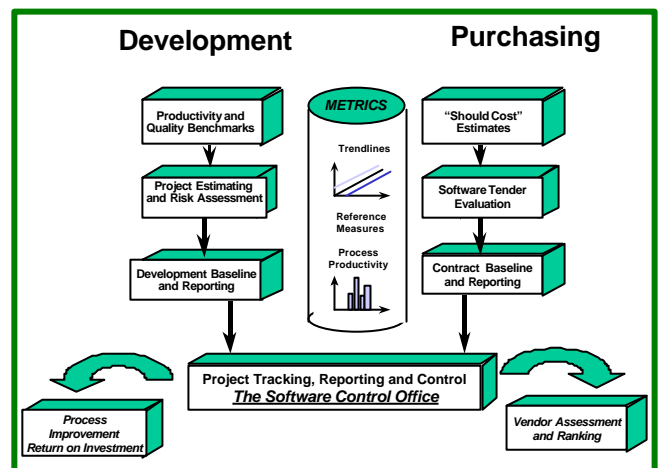 Development
Purchasing
Productivity and
Quality Benchmarks
METRICS
"Should Cost"
Estimates
Trendlines
Project Estimating
and Risk Assessment
Software Tender
Evaluation
Reference
Measures
Process
Productivity
Development Baseline
and Reporting
Contract Baseline
and Reporting
Project Tracking, Reporting and Control
The Software Control Office
Process
Improvement
Return on Investment
Vendor Assessment
and Ranking